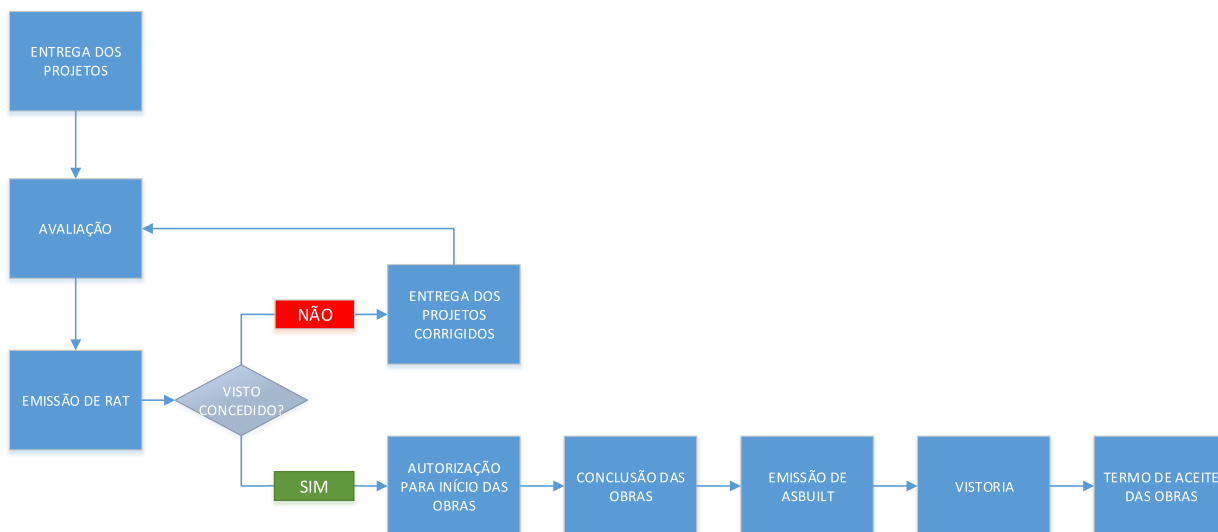 ENTREGA DOS
PROJETOS
AVALIAÇÃO
ENTREGA DOS
PROJETOS
CORRIGIDOS
NÃO
EMISSÃO DE RAT
VISTO
CONCEDIDO?
SIM
AUTORIZAÇÃO
PARA INÍCIO DAS
OBRAS
CONCLUSÃO DAS
OBRAS
EMISSÃO DE
ASBUILT
VISTORIA
TERMO DE ACEITE
DAS OBRAS